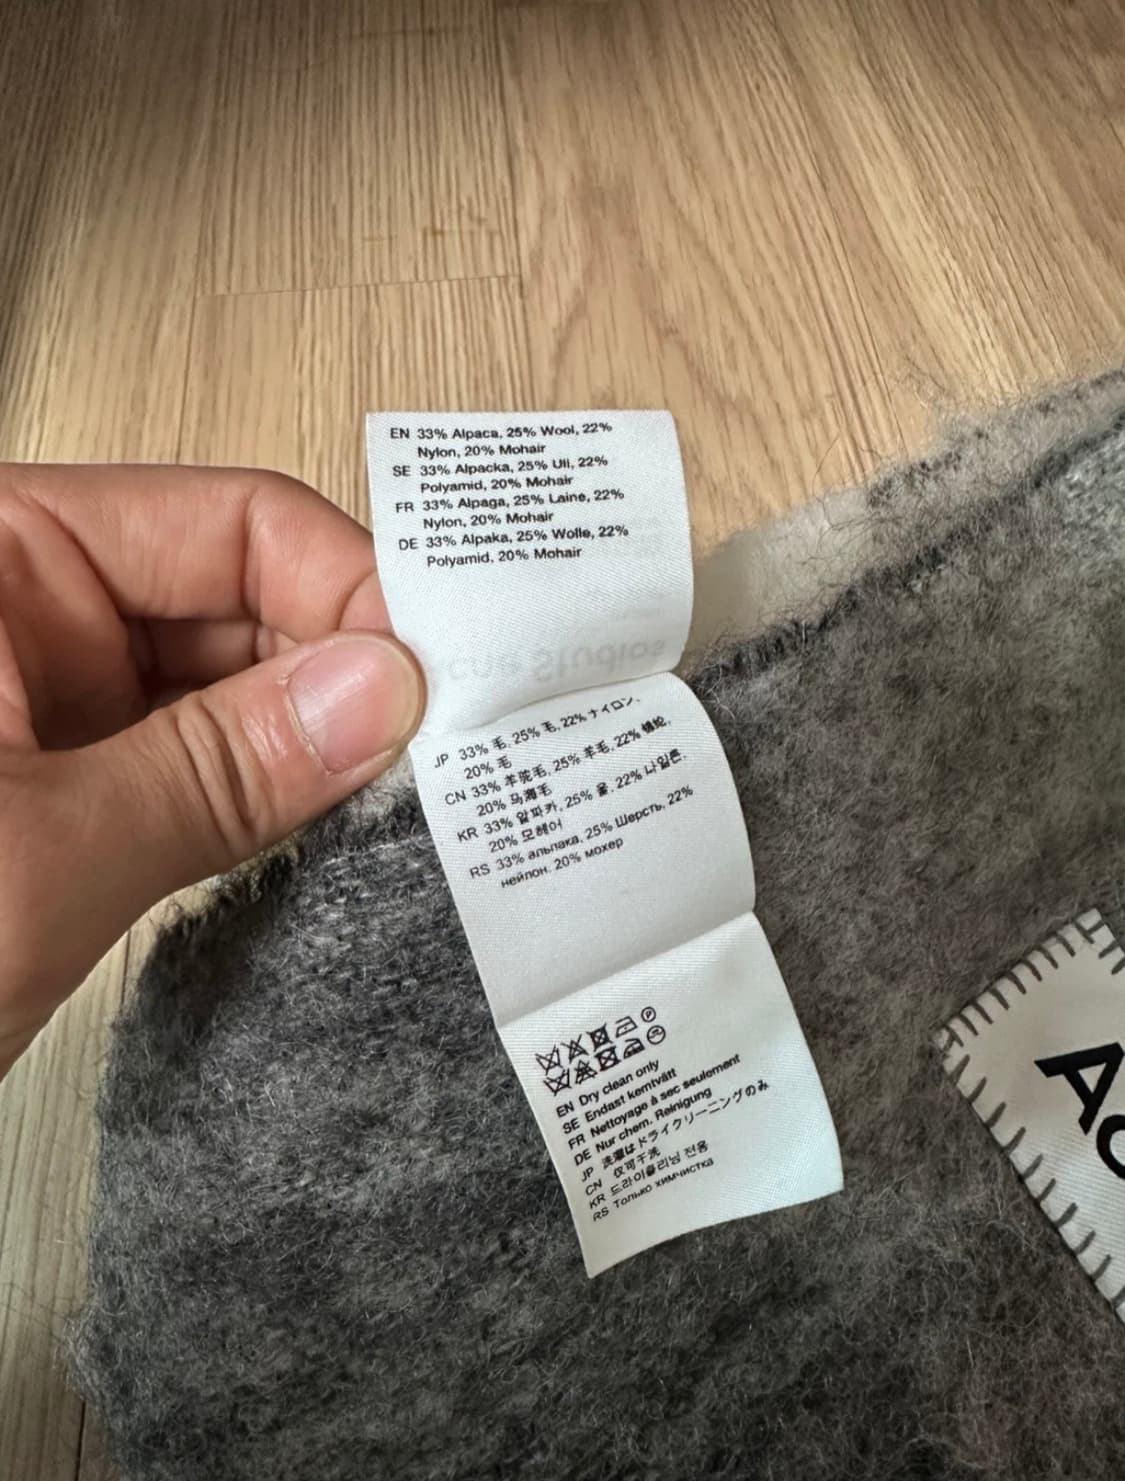 EN 33% Alpaca, 25% Wool, 22%
Nylon, 20% Mohair
SE 33% Alpacka, 25% Ull, 22%
Polyamid, 20% Mohair
FR 33% Alpaga, 25% Laine, 22%
Nylon, 20% Mohair
DE 33% Alpaka, 25% Wolle, 22%
Polyamid, 20% Mohair
cne Studios
JP 33% 毛, 25% 毛, 22% ナイロン,
20% 毛
CN 33% 羊驼毛, 25% 羊毛, 22% 锦纶,
20% 马海毛
KR 33% 알파카, 25% 울, 22% 나일론,
20% 모헤어
RS 33% альпака, 25% Шерсть, 22%
нейлон, 20% мохер
P
EN Dry clean only
SE Endast kemtvätt
FR Nettoyage à sec seulement
DE Nur chem. Reinigung
JP 洗濯はドライクリーニングのみ
CN 仅可干洗
KR 드라이클리닝 전용
RS Только химчистка
AC